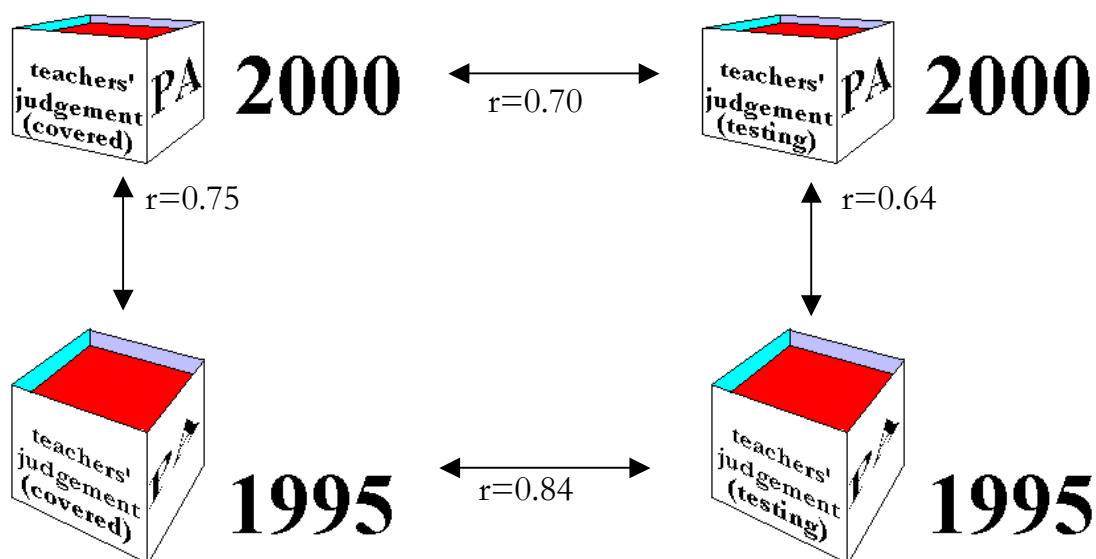 teachers'
judgement
(covered)
PA
2000
r=0.70
teachers'
judgement
(testing)
PA
2000
r=0.75
r=0.64
teachers'
judgement
(covered)
1995
r=0.84
teachers'
judgement
(testing)
1995